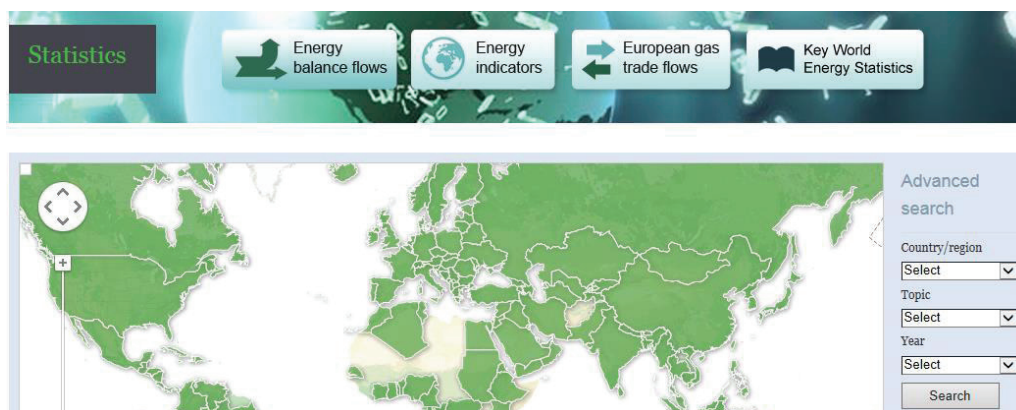 Statistics
Energy
balance flows
Energy
indicators
European gas
trade flows
Key World
Energy Statistics
Advanced
search
Country/region
Select
Topic
Select
Year
Select
Search